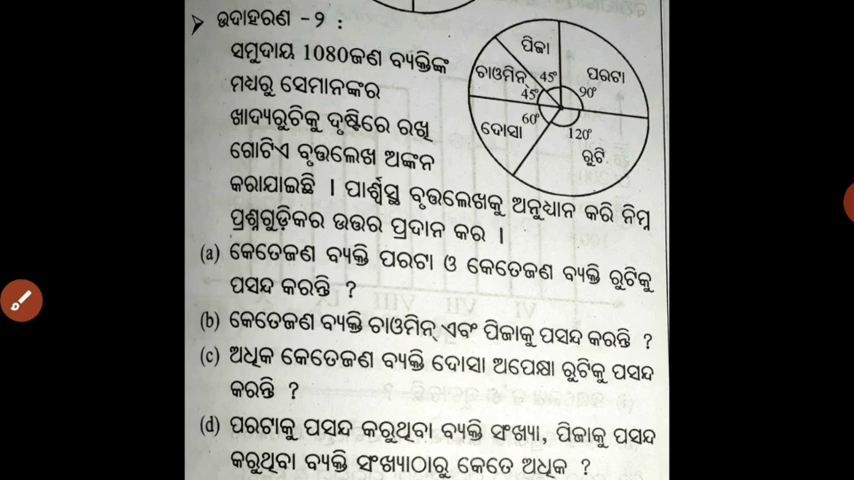 ଉଦାହରଣ - ୨ :
ସମୁଦାୟ 1080ଜଣ ବ୍ୟକ୍ତିଙ୍କ
ମଧ୍ଯରୁ ସେମାନଙ୍କର
ଖାଦ୍ୟରୁଚିକୁ ଦୃଷ୍ଟିରେ ରଖି
ଗୋଟିଏ ବୃତ୍ତଲେଖ ଅଙ୍କନ
କରାଯାଇଛି । ପାର୍ଶ୍ୱସ୍ଥ ବୃତ୍ତଲେଖକୁ ଅନୁଧ୍ୟାନ କରି ନିମ୍ନ
ପ୍ରଶ୍ନଗୁଡ଼ିକର ଉତ୍ତର ପ୍ରଦାନ କର ।
ପିଜା
ଚାଓମିନ୍ 45°
ପରଟା
45°
90°
60°
ଦୋସା
120°
ରୁଟି
(a) କେତେଜଣ ବ୍ୟକ୍ତି ପରଟା ଓ କେତେଜଣ ବ୍ୟକ୍ତି ରୁଟିକୁ
ପସନ୍ଦ କରନ୍ତି ?
(b) କେତେଜଣ ବ୍ୟକ୍ତି ଚାଓମିନ୍ ଏବଂ ପିଜାକୁ ପସନ୍ଦ କରନ୍ତି ?
(c) ଅଧିକ କେତେଜଣ ବ୍ୟକ୍ତି ଦୋସା ଅପେକ୍ଷା ରୁଟିକୁ ପସନ୍ଦ
କରନ୍ତି ?
(d) ପରଟାକୁ ପସନ୍ଦ କରୁଥିବା ବ୍ୟକ୍ତି ସଂଖ୍ୟା, ପିଜାକୁ ପସନ୍ଦ
କରୁଥିବା ବ୍ୟକ୍ତି ସଂଖ୍ୟାଠାରୁ କେତେ ଅଧିକ ?